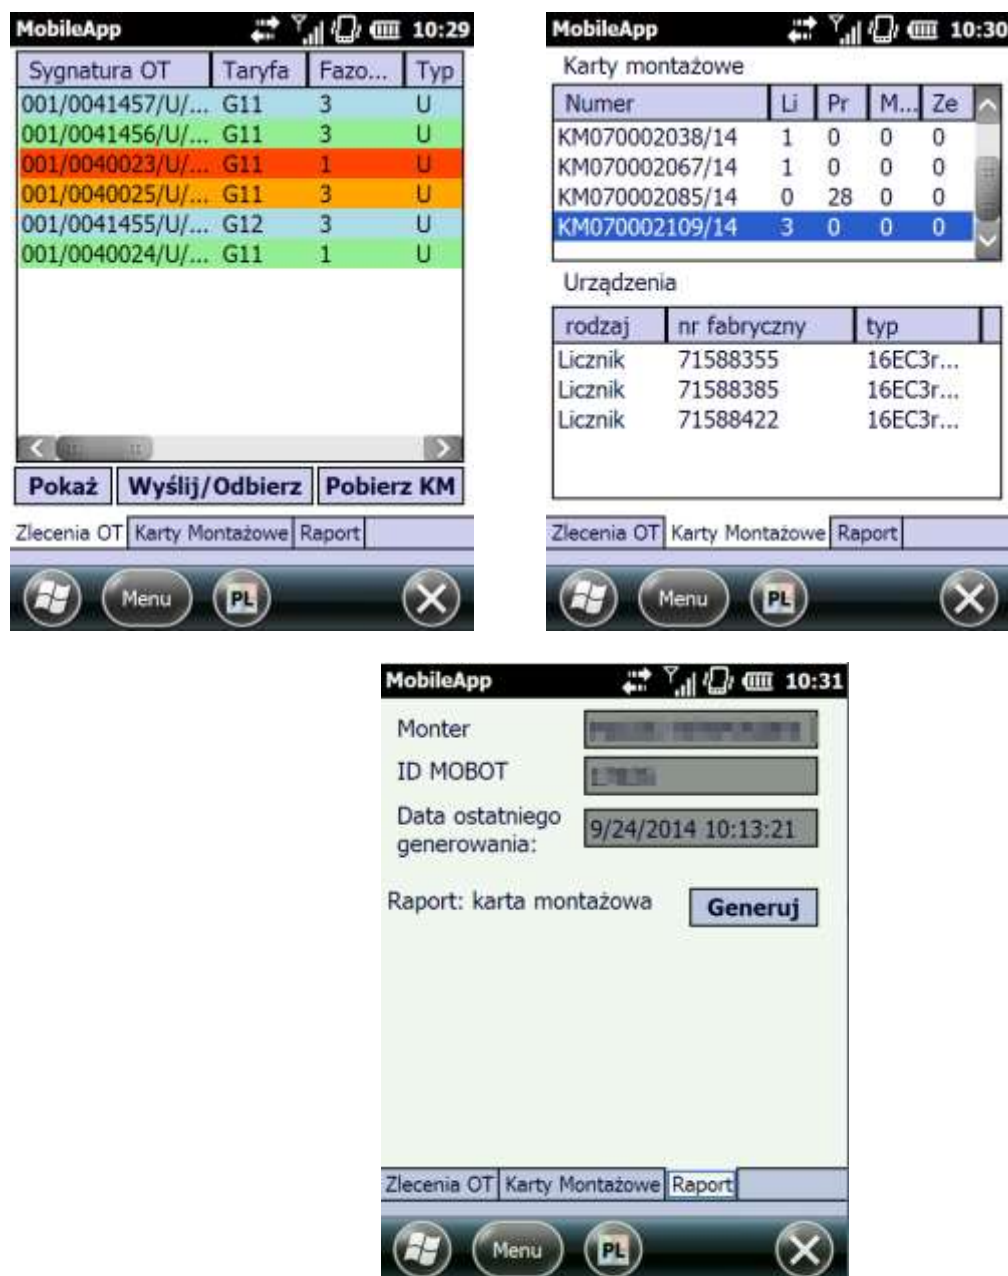 MobileApp 10:29
Sygnatura OT Taryfa Fazo... Typ
001/0041457/U/... G11 3 U
001/0041456/U/... G11 3 U
001/0040023/U/... G11 1 U
001/0040025/U/... G11 3 U
001/0041455/U/... G12 3 U
001/0040024/U/... G11 1 U
Pokaż Wyślij/Odbierz Pobierz KM
Zlecenia OT Karty Montażowe Raport
Menu PL
MobileApp 10:30
Karty montażowe
Numer Li Pr M... Ze
KM070002038/14 1 0 0 0
KM070002067/14 1 0 0 0
KM070002085/14 0 28 0 0
KM070002109/14 3 0 0 0
Urządzenia
rodzaj nr fabryczny typ
Licznik 71588355 16EC3r...
Licznik 71588385 16EC3r...
Licznik 71588422 16EC3r...
Zlecenia OT Karty Montażowe Raport
Menu PL
MobileApp 10:31
Monter
ID MOBOT
Data ostatniego
generowania:
9/24/2014 10:13:21
Raport: karta montażowa Generuj
Zlecenia OT Karty Montażowe Raport
Menu PL